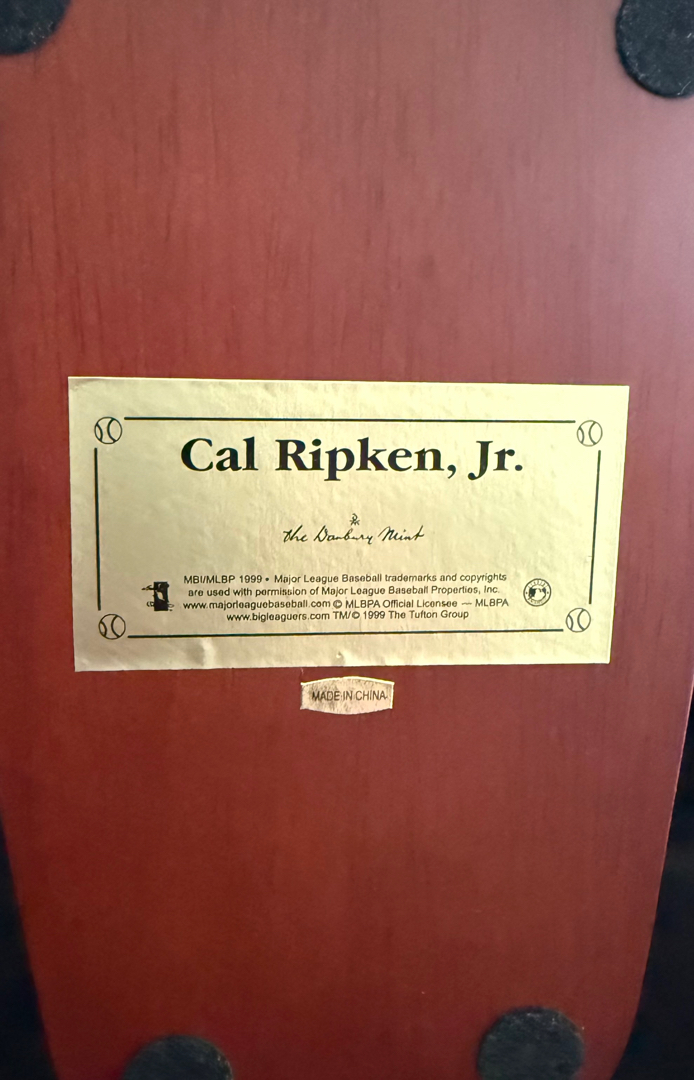 Cal Ripken, Jr.
the Danbury Mint
MBI/MLBP 1999 • Major League Baseball trademarks and copyrights
are used with permission of Major League Baseball Properties, Inc.
www.majorleaguebaseball.com © MLBPA Official Licensee — MLBPA
www.bigleaguers.com TM/© 1999 The Tufton Group
MADE IN CHINA